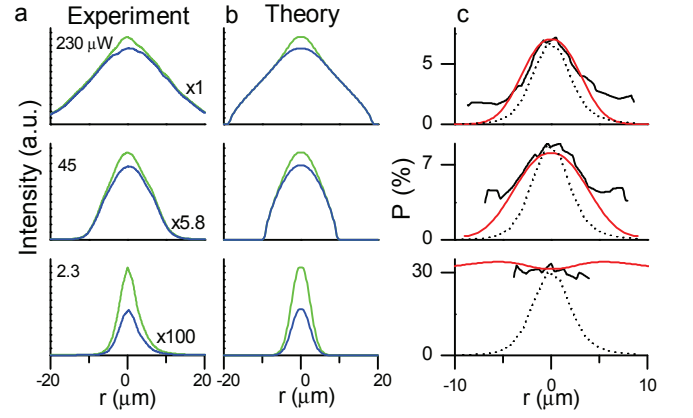 a Experiment b Theory c
230 μW
x1
5
0
45
x5.8
7
0
2.3
x100
30
0
Intensity (a.u.)
P (%)
-20 0 20
-20 0 20
-10 0 10
r (μm) r (μm) r (μm)